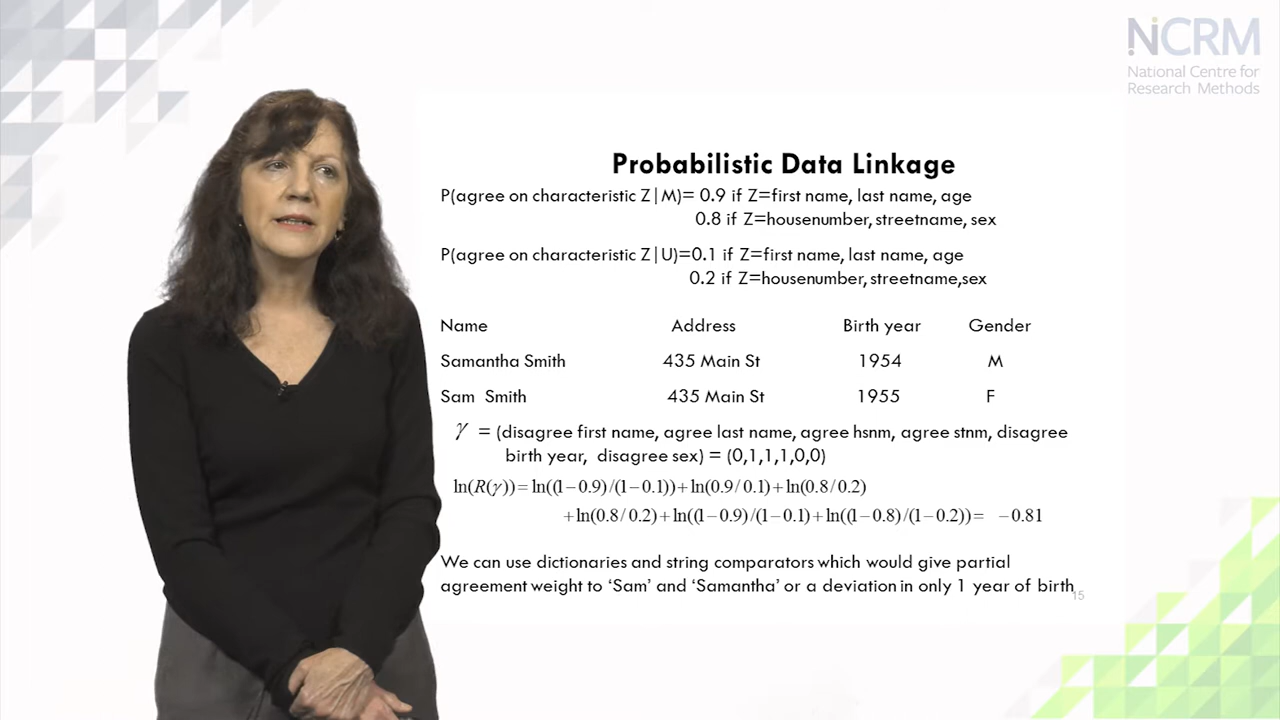 NCRM
National Centre for
Research Methods
Probabilistic Data Linkage
P(agree on characteristic Z|M)= 0.9 if Z=first name, last name, age
0.8 if Z=housenumber, streetname, sex
P(agree on characteristic Z|U)=0.1 if Z=first name, last name, age
0.2 if Z=housenumber, streetname,sex
Name Address Birth year Gender
Samantha Smith 435 Main St 1954 M
Sam Smith 435 Main St 1955 F
γ = (disagree first name, agree last name, agree hsnm, agree stnm, disagree
birth year, disagree sex) = (0,1,1,1,0,0)
ln(R(γ)) = ln((1−0.9)/(1−0.1))+ln(0.9/0.1)+ln(0.8/0.2)
+ln(0.8/0.2)+ln((1−0.9)/(1−0.1)+ln((1−0.8)/(1−0.2))= −0.81
We can use dictionaries and string comparators which would give partial
agreement weight to ‘Sam’ and ‘Samantha’ or a deviation in only 1 year of birth
15